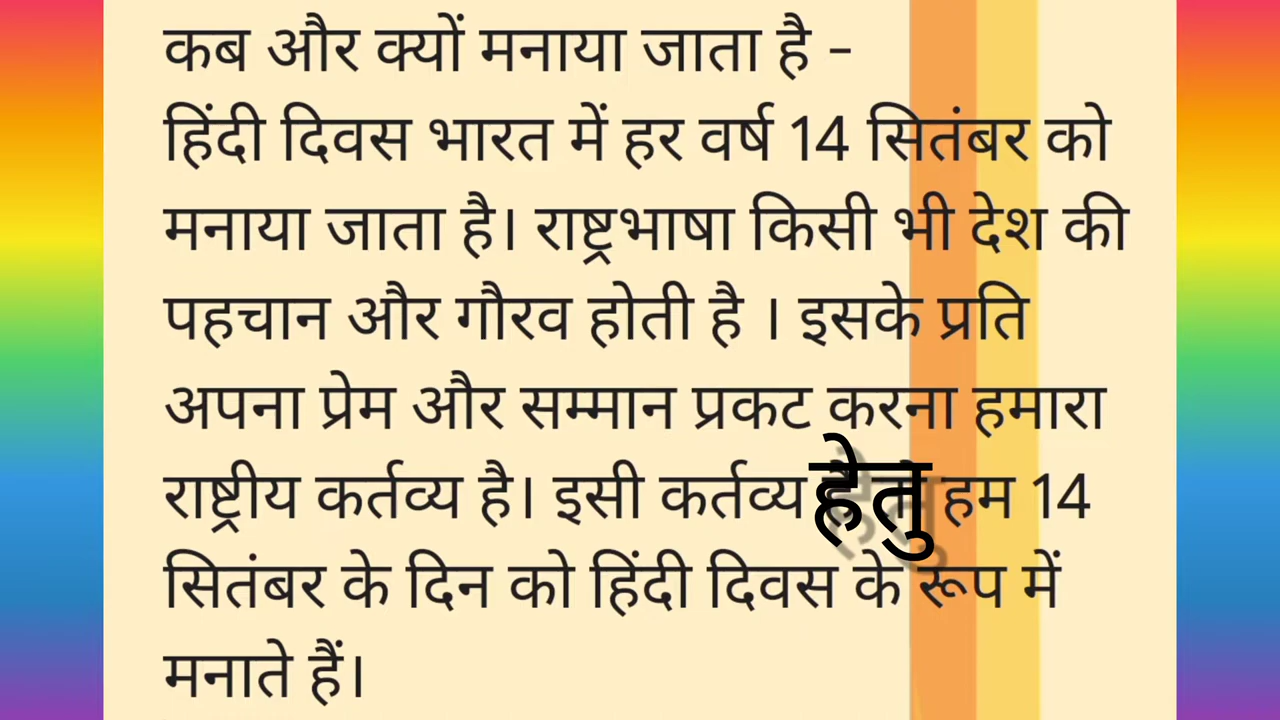 कब और क्यों मनाया जाता है -
हिंदी दिवस भारत में हर वर्ष 14 सितंबर को
मनाया जाता है। राष्ट्रभाषा किसी भी देश की
पहचान और गौरव होती है । इसके प्रति
अपना प्रेम और सम्मान प्रकट करना हमारा
राष्ट्रीय कर्तव्य है। इसी कर्तव्य हेतु हम 14
सितंबर के दिन को हिंदी दिवस के रूप में
मनाते हैं।